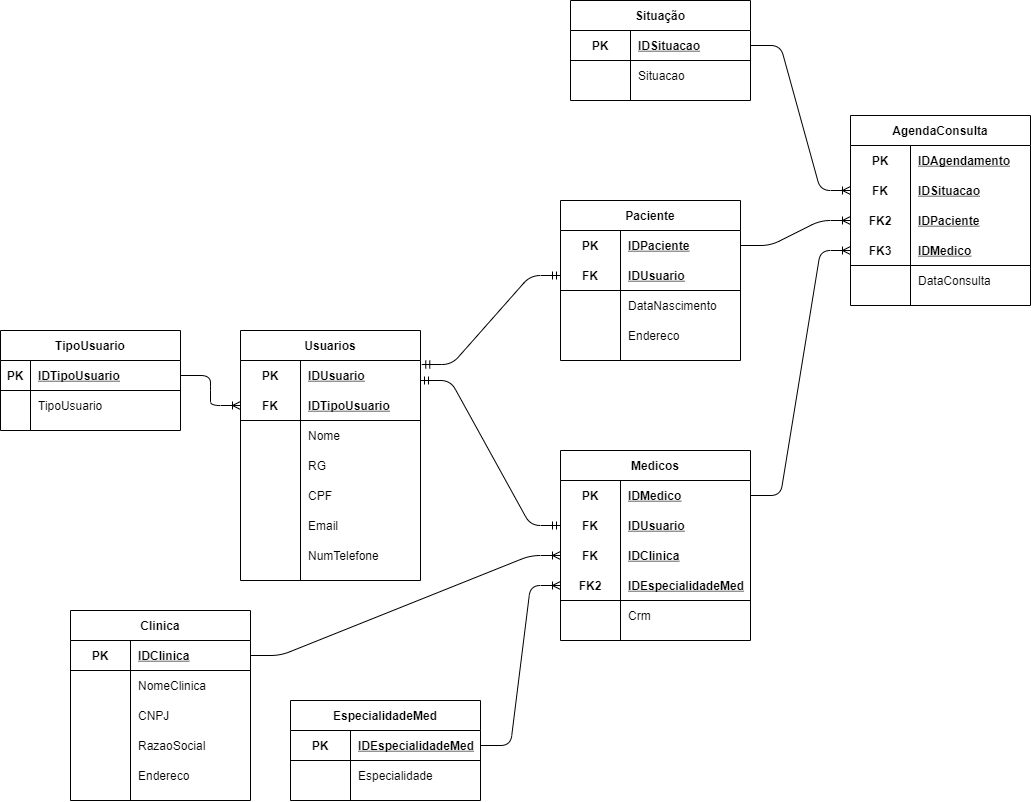 Situação
PK IDSituacao
Situacao
AgendaConsulta
PK IDAgendamento
FK IDSituacao
FK2 IDPaciente
FK3 IDMedico
DataConsulta
Paciente
PK IDPaciente
FK IDUsuario
DataNascimento
Endereco
TipoUsuario
PK IDTipoUsuario
TipoUsuario
Usuarios
PK IDUsuario
FK IDTipoUsuario
Nome
RG
CPF
Email
NumTelefone
Medicos
PK IDMedico
FK IDUsuario
FK IDClinica
FK2 IDEspecialidadeMed
Crm
Clinica
PK IDClinica
NomeClinica
CNPJ
RazaoSocial
Endereco
EspecialidadeMed
PK IDEspecialidadeMed
Especialidade